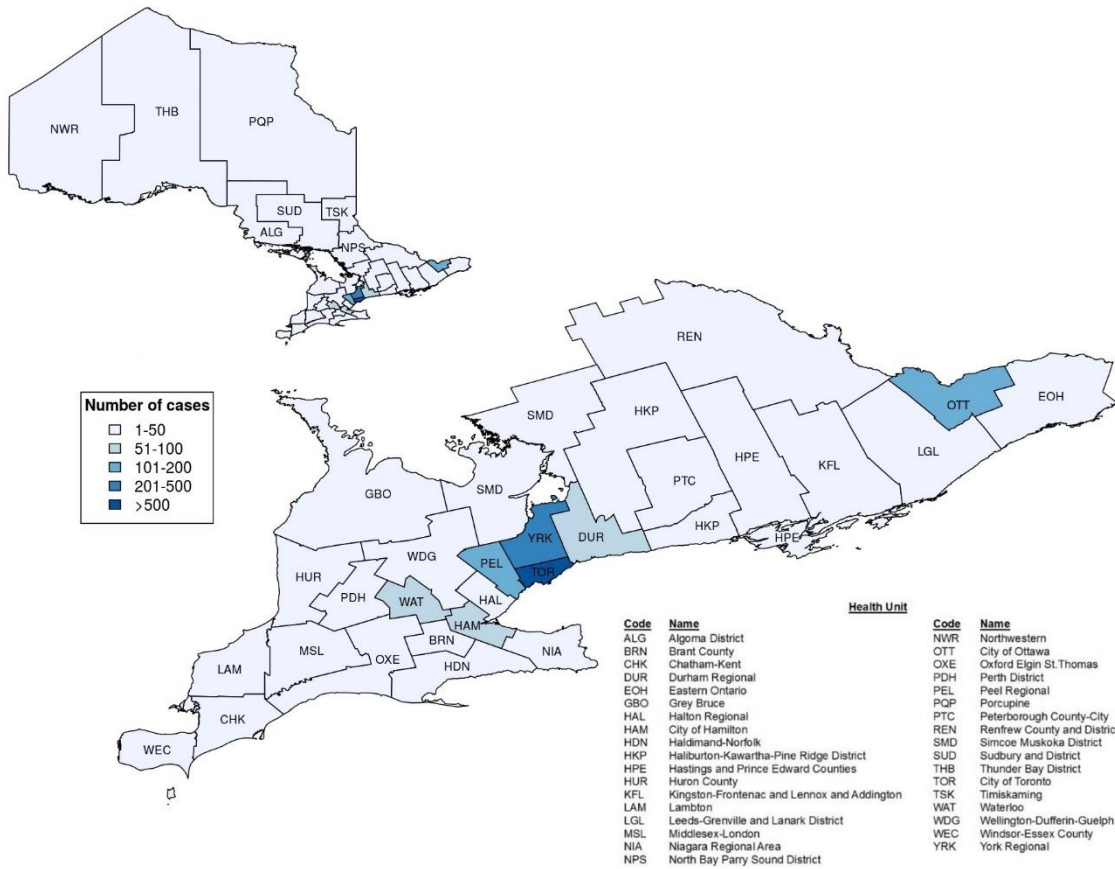 NWR
THB
PQP
SUD
TSK
ALG
NPS
Number of cases
1-50
51-100
101-200
201-500
>500
REN
SMD
HKP
OTT
EOH
LGL
GBO
SMD
PTC
HPE
KFL
YRK
DUR
HKP
HPE
WDG
PEL
TOR
HUR
PDH
WAT
HAL
HAM
BRN
LAM
MSL
OXE
HDN
NIA
CHK
WEC
Health Unit
Code Name Code Name
ALG Algoma District NWR Northwestern
BRN Brant County OTT City of Ottawa
CHK Chatham-Kent OXE Oxford Elgin St.Thomas
DUR Durham Regional PDH Perth District
EOH Eastern Ontario PEL Peel Regional
GBO Grey Bruce PQP Porcupine
HAL Halton Regional PTC Peterborough County-City
HAM City of Hamilton REN Renfrew County and Distric
HDN Haldimand-Norfolk SMD Simcoe Muskoka District
HKP Haliburton-Kawartha-Pine Ridge District SUD Sudbury and District
HPE Hastings and Prince Edward Counties THB Thunder Bay District
HUR Huron County TOR City of Toronto
KFL Kingston-Frontenac and Lennox and Addington TSK Timiskaming
LAM Lambton WAT Waterloo
LGL Leeds-Grenville and Lanark District WDG Wellington-Dufferin-Guelph
MSL Middlesex-London WEC Windsor-Essex County
NIA Niagara Regional Area YRK York Regional
NPS North Bay Parry Sound District